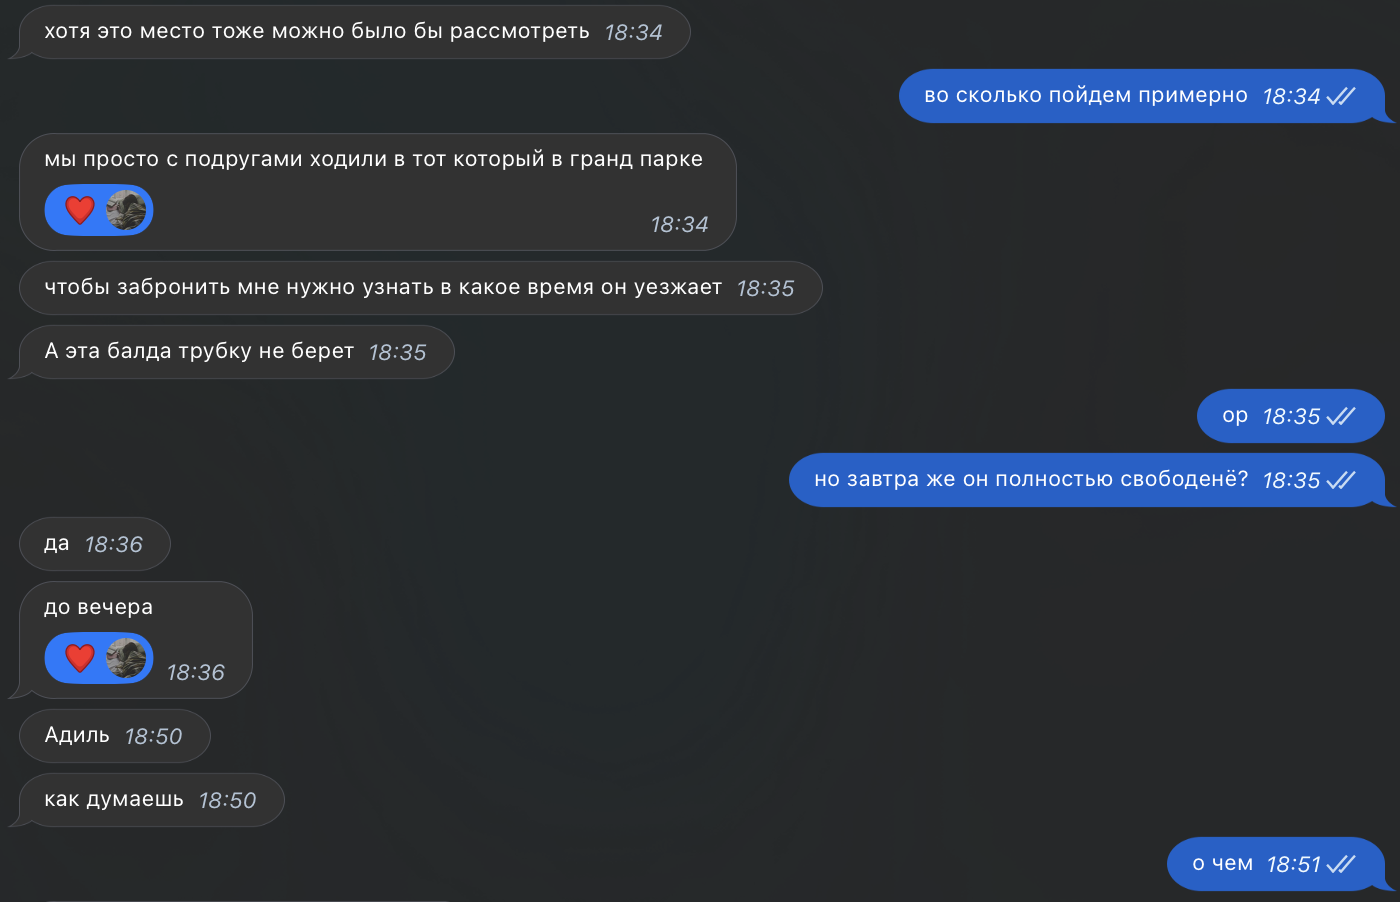 хотя это место тоже можно было бы рассмотреть 18:34
во сколько пойдем примерно 18:34
мы просто с подругами ходили в тот который в гранд парке
18:34
чтобы забронить мне нужно узнать в какое время он уезжает 18:35
А эта балда трубку не берет 18:35
ор 18:35
но завтра же он полностью свободенё? 18:35
да 18:36
до вечера
18:36
Адиль 18:50
как думаешь 18:50
о чем 18:51